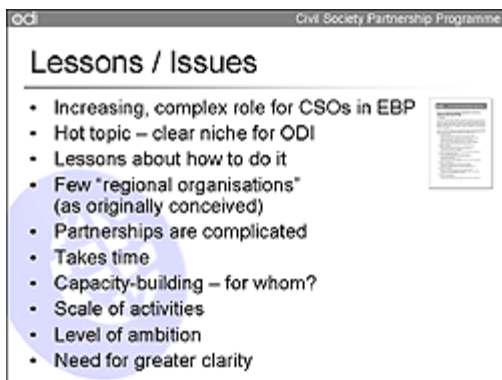 odi
Civil Society Partnership Programme
Lessons / Issues
• Increasing, complex role for CSOs in EBP
• Hot topic – clear niche for ODI
• Lessons about how to do it
• Few "regional organisations"
(as originally conceived)
• Partnerships are complicated
• Takes time
• Capacity-building – for whom?
• Scale of activities
• Level of ambition
• Need for greater clarity